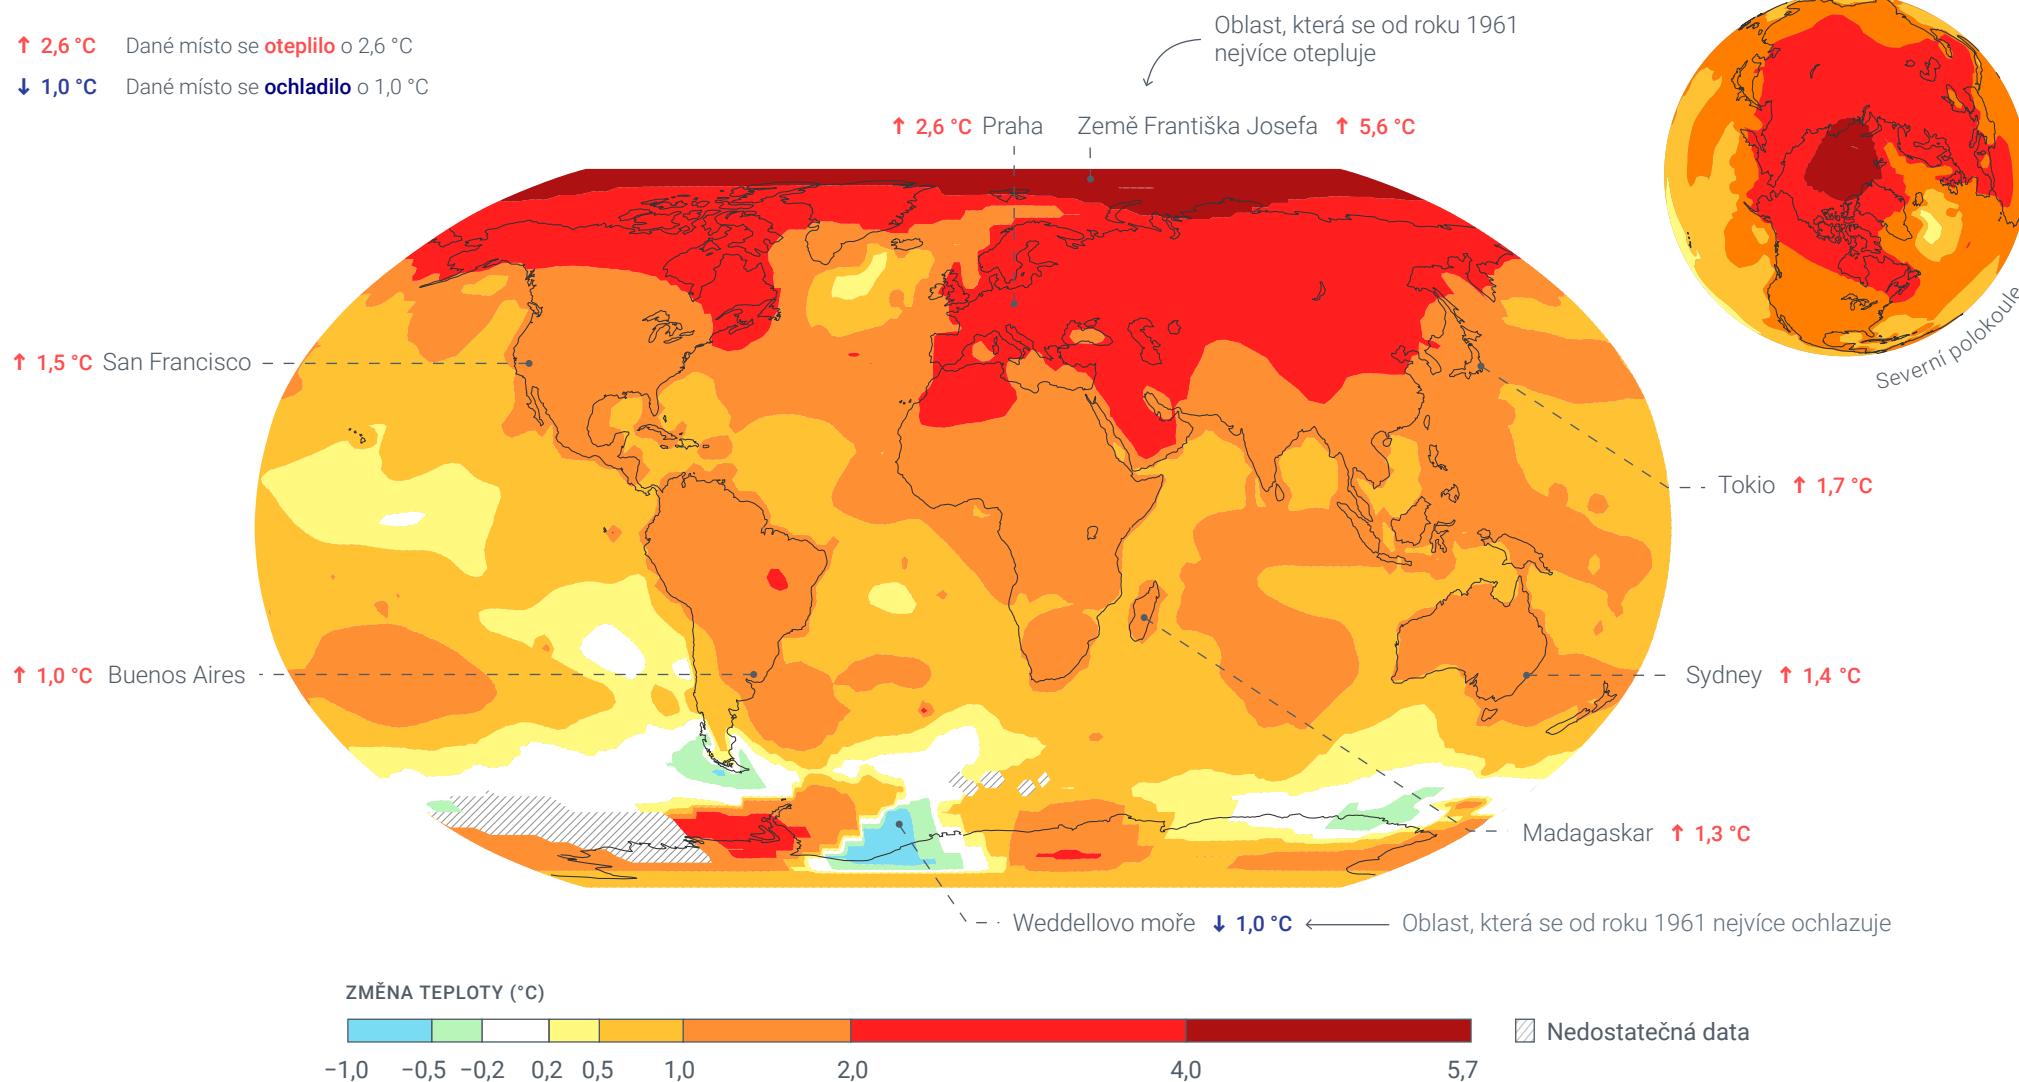 ↑ 2,6 °C Dané místo se oteplilo o 2,6 °C
↓ 1,0 °C Dané místo se ochladilo o 1,0 °C
Oblast, která se od roku 1961
nejvíce otepluje
↑ 2,6 °C Praha
Země Františka Josefa ↑ 5,6 °C
Severní polokoule
↑ 1,5 °C San Francisco
Tokio ↑ 1,7 °C
↑ 1,0 °C Buenos Aires
Sydney ↑ 1,4 °C
Madagaskar ↑ 1,3 °C
Weddellovo moře ↓ 1,0 °C
Oblast, která se od roku 1961 nejvíce ochlazuje
ZMĚNA TEPLOTY (°C)
−1,0 −0,5 −0,2 0,2 0,5 1,0 2,0 4,0 5,7
Nedostatečná data